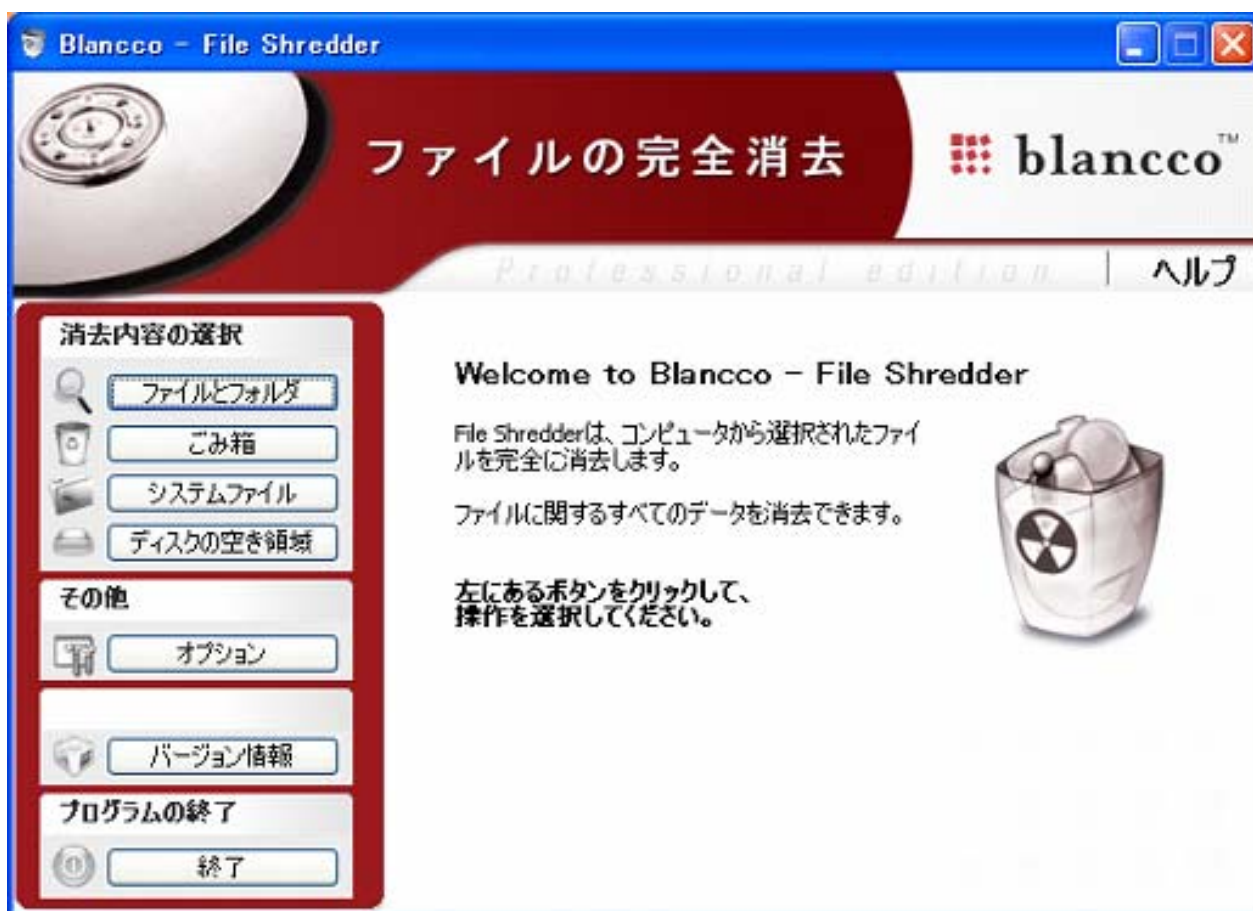 Blancco - File Shredder
ファイルの完全消去
blancco™
Professional edition
ヘルプ
消去内容の選択
ファイルとフォルダ
ごみ箱
システムファイル
ディスクの空き領域
その他
オプション
バージョン情報
プログラムの終了
終了
Welcome to Blancco - File Shredder
File Shredderは、コンピュータから選択されたファイ
ルを完全に消去します。
ファイルに関するすべてのデータを消去できます。
左にあるボタンをクリックして、
操作を選択してください。